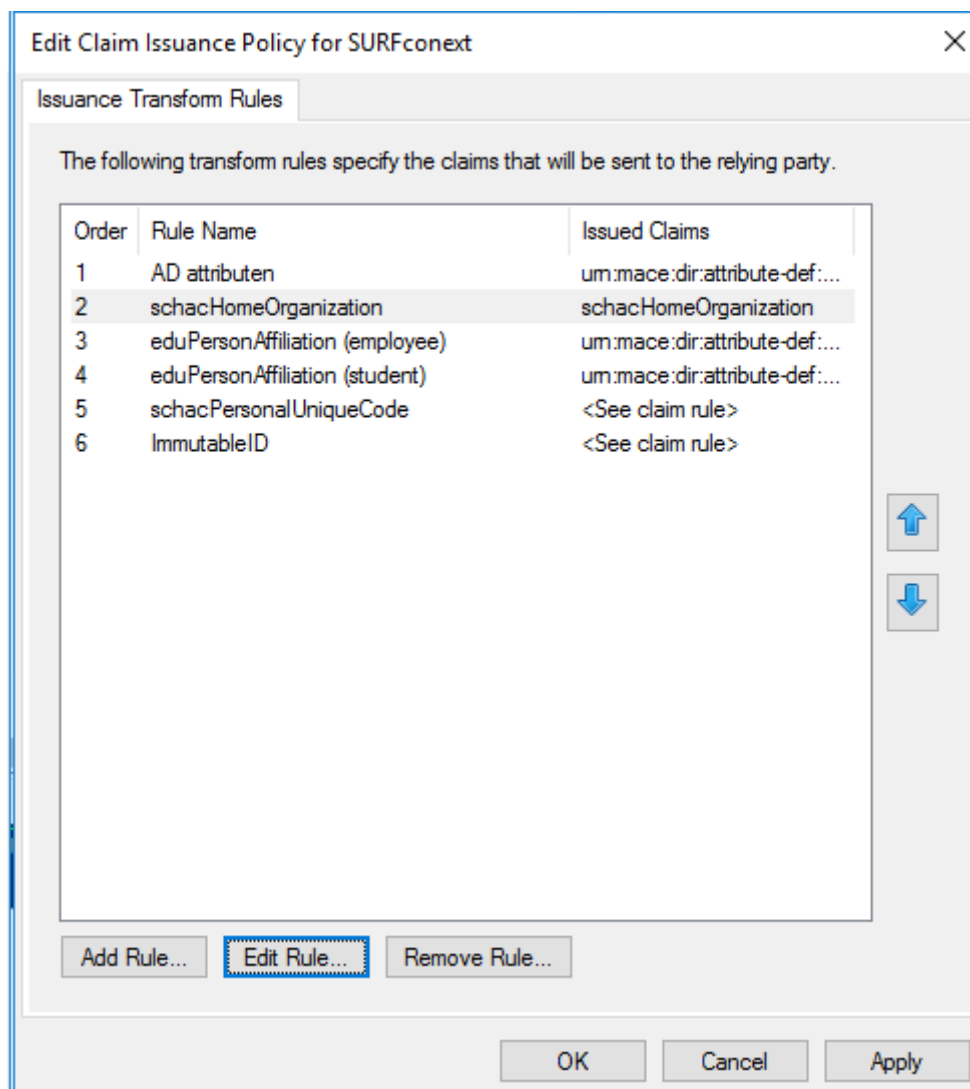 Edit Claim Issuance Policy for SURFconext
Issuance Transform Rules
The following transform rules specify the claims that will be sent to the relying party.
Order Rule Name Issued Claims
1 AD attributen urn:mace:dir:attribute-def:...
2 schacHomeOrganization schacHomeOrganization
3 eduPersonAffiliation (employee) urn:mace:dir:attribute-def:...
4 eduPersonAffiliation (student) urn:mace:dir:attribute-def:...
5 schacPersonalUniqueCode <See claim rule>
6 ImmutableID <See claim rule>
Add Rule... Edit Rule... Remove Rule...
OK Cancel Apply